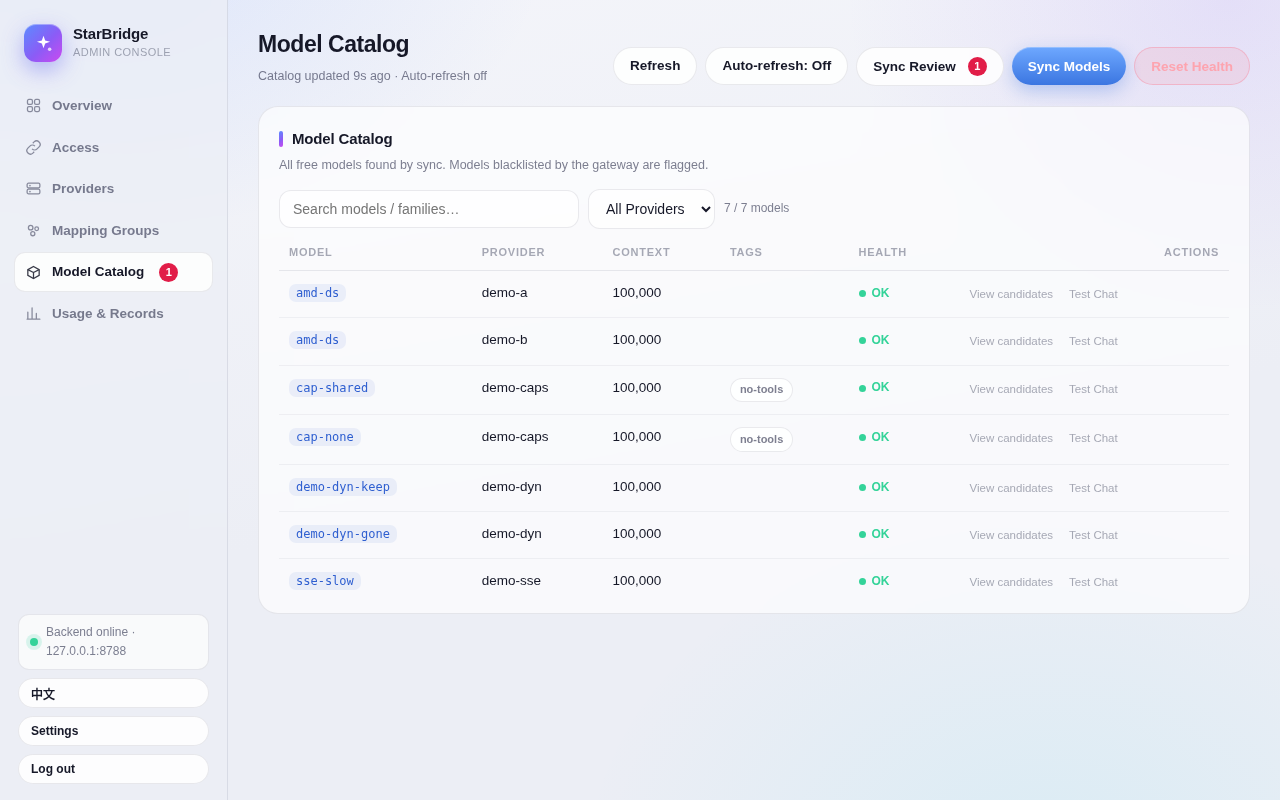 StarBridge
ADMIN CONSOLE
Overview
Access
Providers
Mapping Groups
Model Catalog 1
Usage & Records
Backend online ·
127.0.0.1:8788
中文
Settings
Log out
Model Catalog
Catalog updated 9s ago · Auto-refresh off
Refresh Auto-refresh: Off Sync Review 1 Sync Models Reset Health
Model Catalog
All free models found by sync. Models blacklisted by the gateway are flagged.
Search models / families… All Providers 7 / 7 models
MODEL PROVIDER CONTEXT TAGS HEALTH ACTIONS
amd-ds demo-a 100,000 OK View candidates Test Chat
amd-ds demo-b 100,000 OK View candidates Test Chat
cap-shared demo-caps 100,000 no-tools OK View candidates Test Chat
cap-none demo-caps 100,000 no-tools OK View candidates Test Chat
demo-dyn-keep demo-dyn 100,000 OK View candidates Test Chat
demo-dyn-gone demo-dyn 100,000 OK View candidates Test Chat
sse-slow demo-sse 100,000 OK View candidates Test Chat